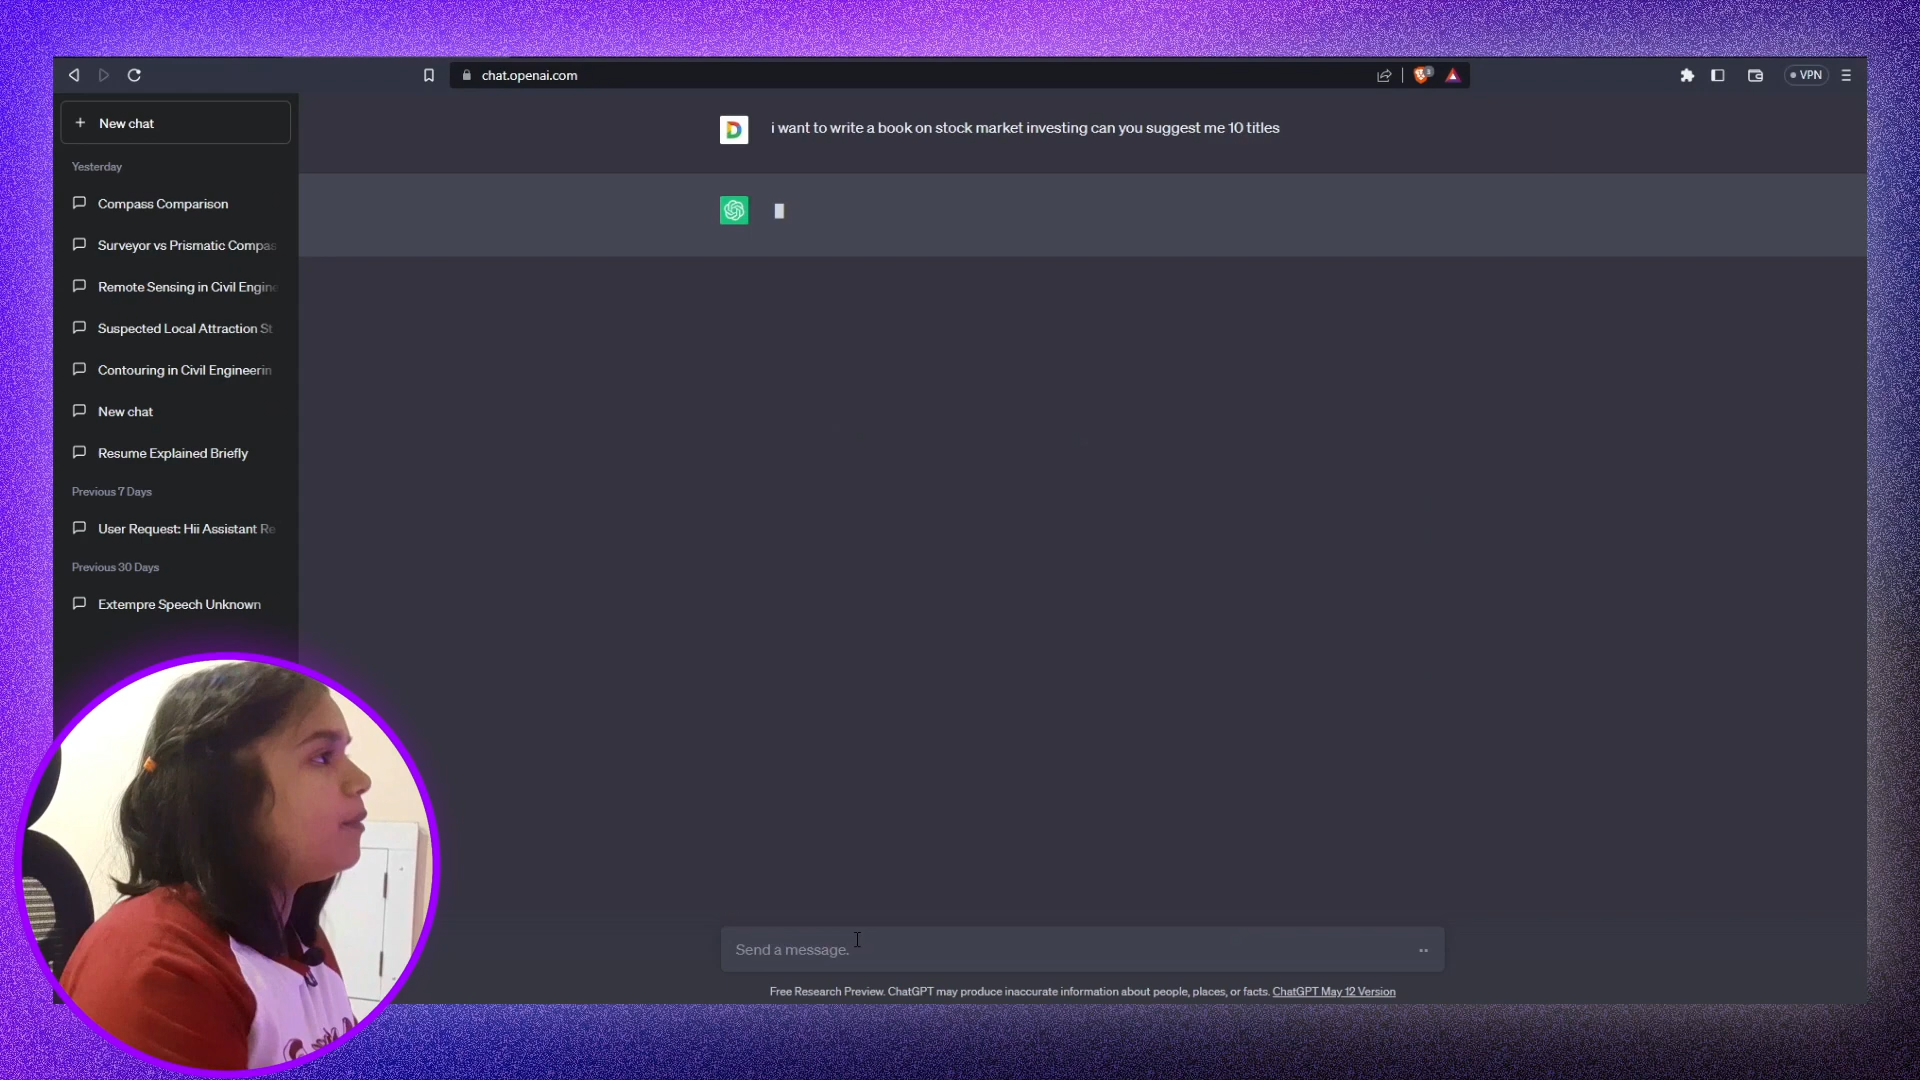 chat.openai.com
VPN
New chat
Yesterday
Compass Comparison
Surveyor vs Prismatic Compas
Remote Sensing in Civil Engine
Suspected Local Attraction St
Contouring in Civil Engineerin
New chat
Resume Explained Briefly
Previous 7 Days
User Request: Hii Assistant Re
Previous 30 Days
Extempre Speech Unknown
D
i want to write a book on stock market investing can you suggest me 10 titles
Send a message.
Free Research Preview. ChatGPT may produce inaccurate information about people, places, or facts. ChatGPT May 12 Version